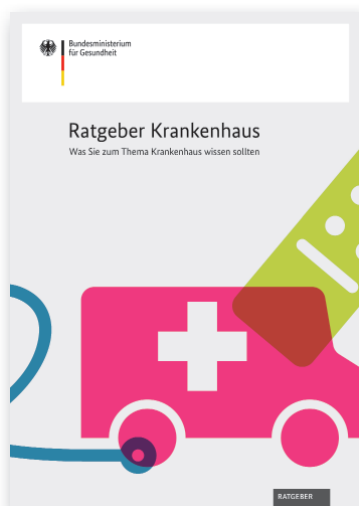 Bundesministerium
für Gesundheit
Ratgeber Krankenhaus
Was Sie zum Thema Krankenhaus wissen sollten
RATGEBER